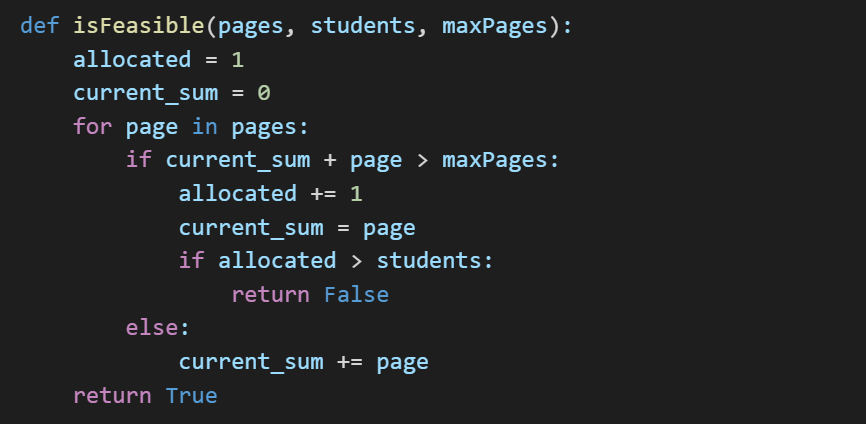 def isFeasible(pages, students, maxPages):
    allocated = 1
    current_sum = 0
    for page in pages:
        if current_sum + page > maxPages:
            allocated += 1
            current_sum = page
            if allocated > students:
                return False
        else:
            current_sum += page
    return True